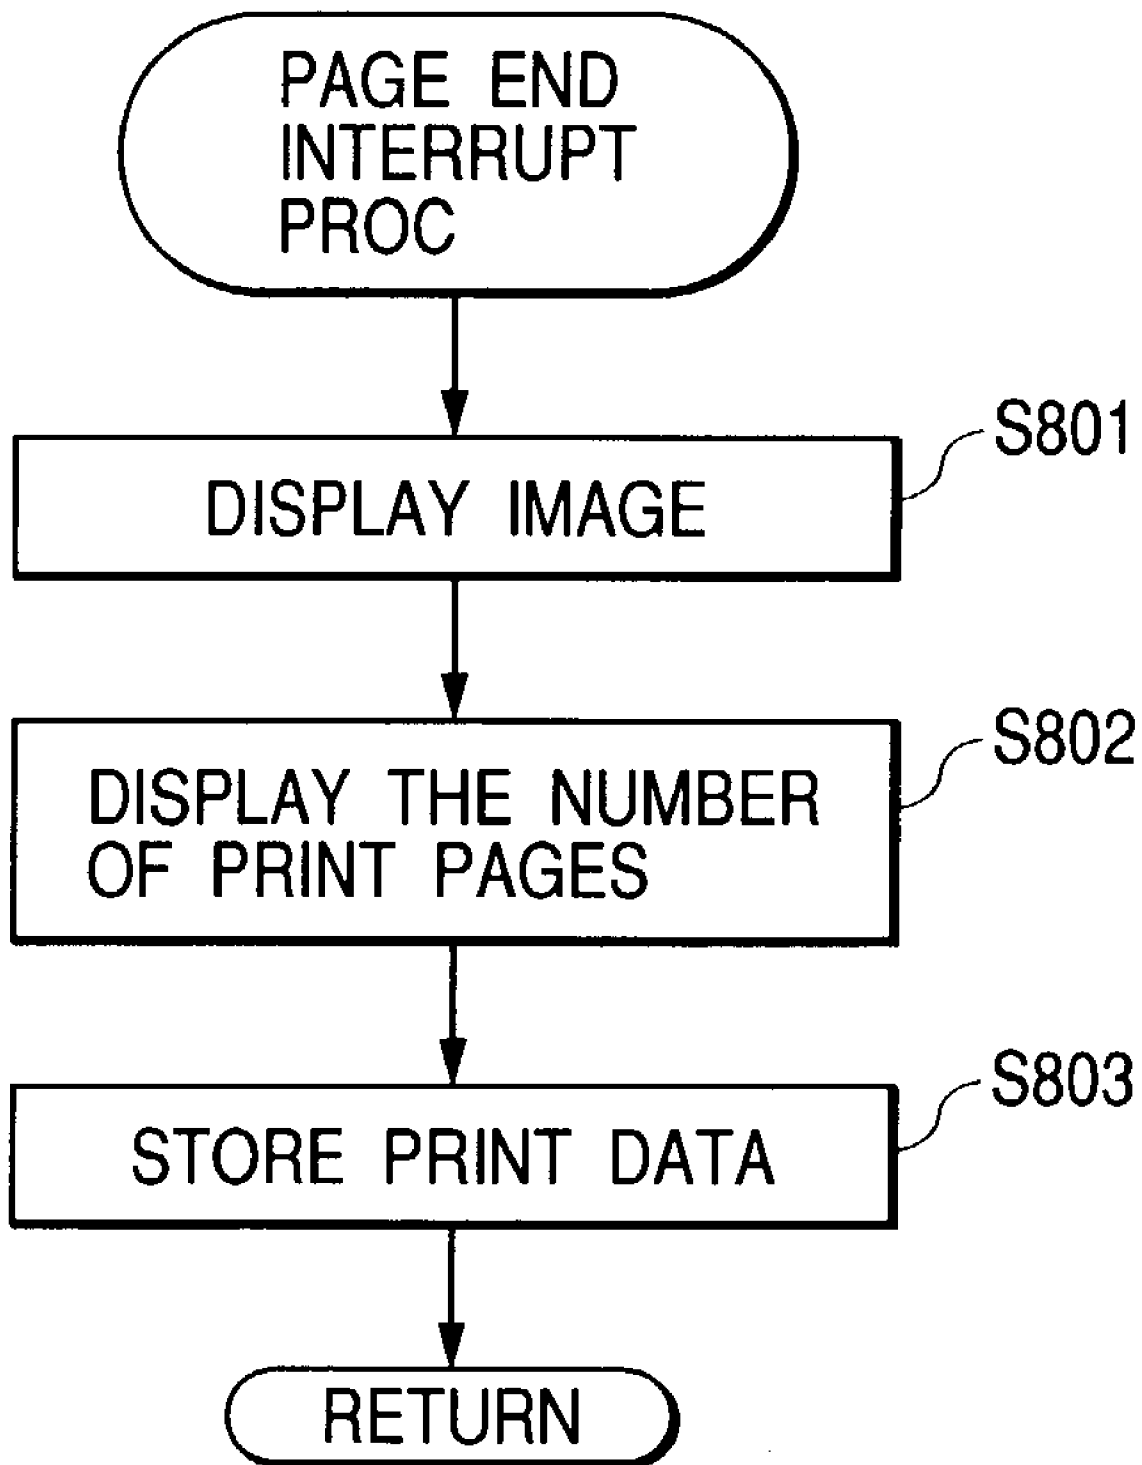 PAGE END
INTERRUPT
PROC
S801
DISPLAY IMAGE
S802
DISPLAY THE NUMBER
OF PRINT PAGES
S803
STORE PRINT DATA
RETURN